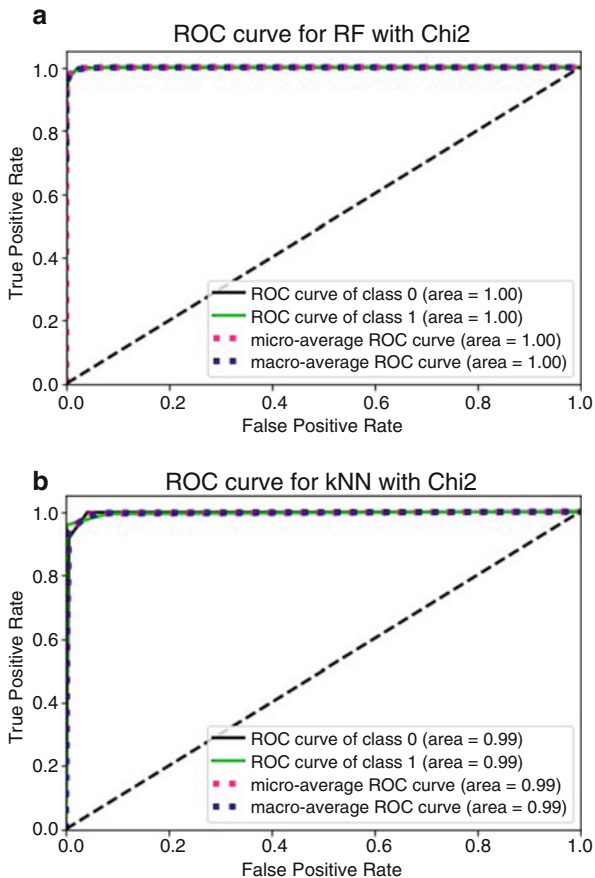 a
ROC curve for RF with Chi2
True Positive Rate
1.0
0.8
0.6
0.4
0.2
0.0
ROC curve of class 0 (area = 1.00)
ROC curve of class 1 (area = 1.00)
micro-average ROC curve (area = 1.00)
macro-average ROC curve (area = 1.00)
0.0 0.2 0.4 0.6 0.8 1.0
False Positive Rate
b
ROC curve for kNN with Chi2
True Positive Rate
1.0
0.8
0.6
0.4
0.2
0.0
ROC curve of class 0 (area = 0.99)
ROC curve of class 1 (area = 0.99)
micro-average ROC curve (area = 0.99)
macro-average ROC curve (area = 0.99)
0.0 0.2 0.4 0.6 0.8 1.0
False Positive Rate